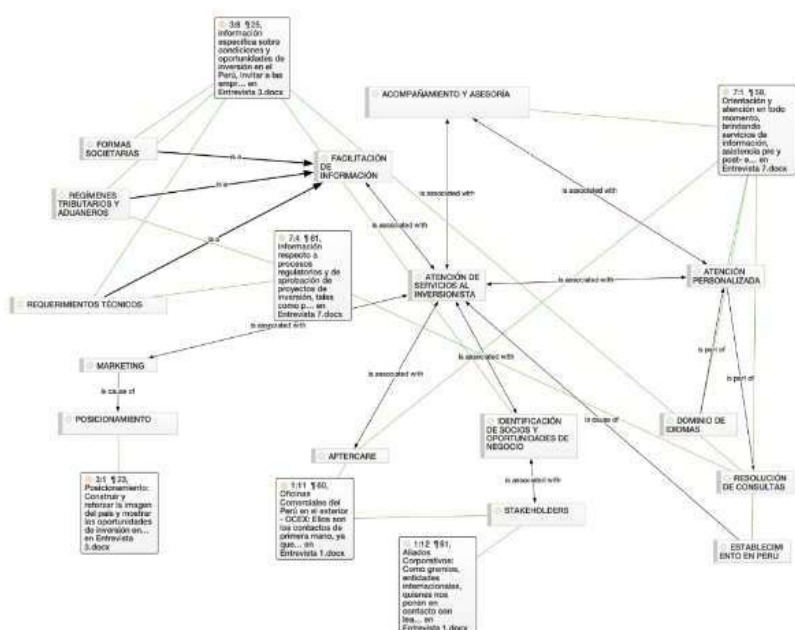 3:8 ¶ 25,
información
específica sobre
condiciones y
oportunidades de
inversión en el
Perú, invitar a las
empr... en
Entrevista 3.docx
ACOMPAÑAMIENTO Y ASESORÍA
7:1 ¶ 58,
Orientación y
atención en todo
momento,
brindando
servicios de
información,
asistencia pre y
post- e... en
Entrevista 7.docx
FORMAS
SOCIETARIAS
is a
FACILITACIÓN
DE
INFORMACIÓN
REGÍMENES
TRIBUTARIOS Y
ADUANEROS
is a
is associated with
is associated with
is a
is associated with
7:4 ¶ 61,
Información
respecto a
procesos
regulatorios y de
aprobación de
proyectos de
inversión, tales
como p... en
Entrevista 7.docx
ATENCIÓN DE
SERVICIOS AL
INVERSIONISTA
is associated with
ATENCIÓN
PERSONALIZADA
REQUERIMIENTOS TÉCNICOS
is associated with
MARKETING
is associated with
is associated with
is associated with
is part of
is part of
is cause of
POSICIONAMIENTO
is cause of
IDENTIFICACIÓN
DE SOCIOS Y
OPORTUNIDADES DE
NEGOCIO
DOMINIO DE
IDIOMAS
AFTERCARE
3:1 ¶ 23,
Posicionamiento:
Construir y
reforzar la imagen
del país y mostrar
las oportunidades
de inversión en... 
en Entrevista
3.docx
1:11 ¶ 60,
Oficinas
Comerciales del
Perú en el exterior
- OCEX: Ellos son
los contactos de
primera mano, ya
que... en
Entrevista 1.docx
is associated with
RESOLUCIÓN
DE CONSULTAS
STAKEHOLDERS
1:12 ¶ 61,
Aliados
Corporativos:
Como gremios,
entidades
internacionales,
quienes nos
ponen en
contacto con
en
Entrevista 1.docx
ESTABLECIMI
ENTO EN PERÚ